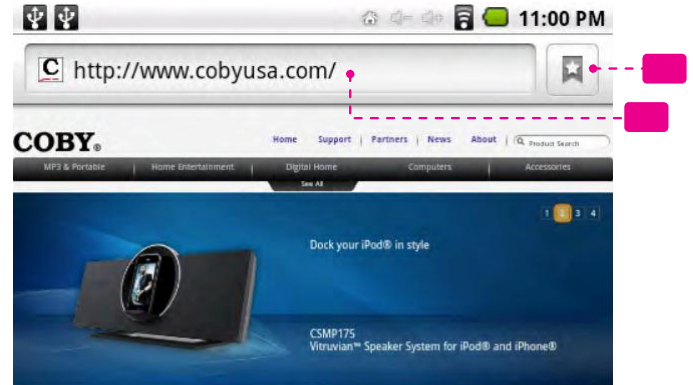 11:00 PM
C http://www.cobyusa.com/
COBY®
Home Support | Partners | News About | Product Search
MP3 & Portable | Home Entertainment | Digital Home Computers | Accessories
See All
1 2 3 4
Dock your iPod® in style
CSMP175
Vitruvian™ Speaker System for iPod® and iPhone®